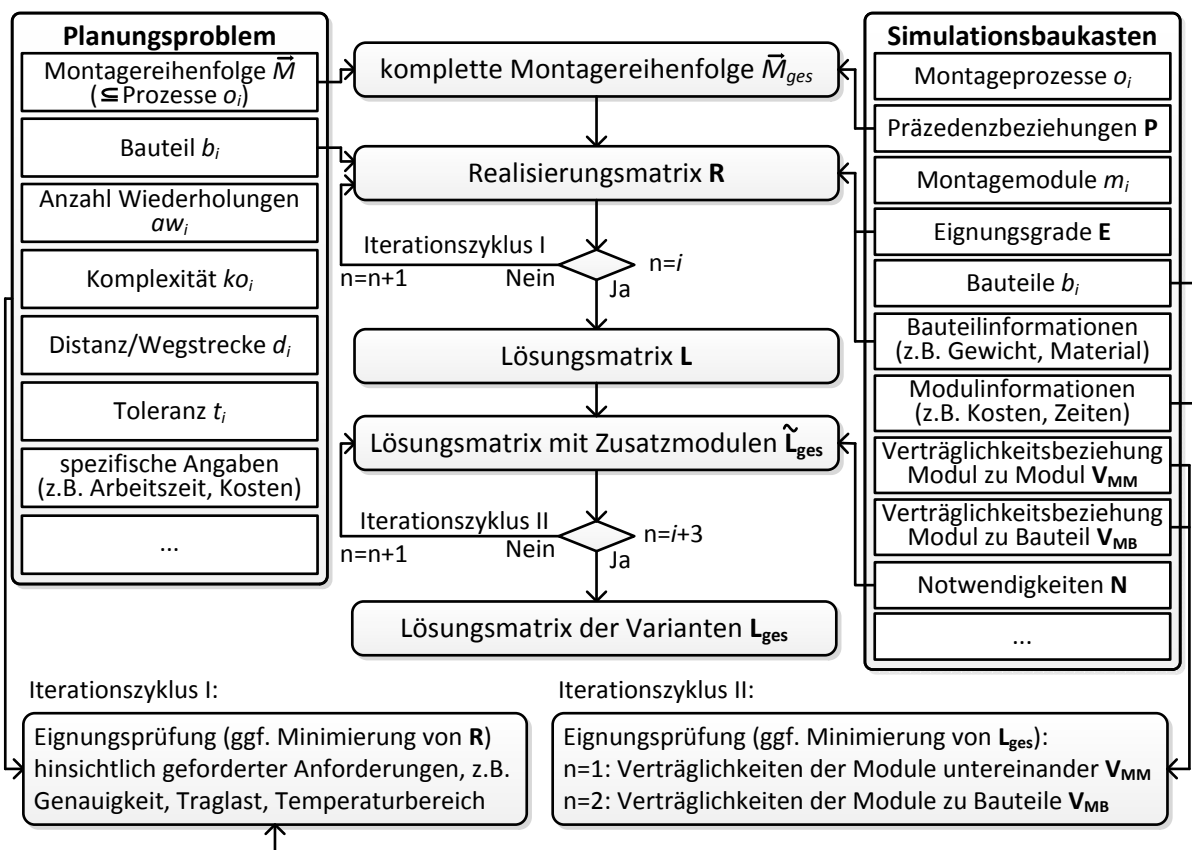 Planungsproblem
Montagereihenfolge M⃗
(⊆Prozesse oᵢ)
Bauteil bᵢ
Anzahl Wiederholungen
awᵢ
Komplexität koᵢ
Distanz/Wegstrecke dᵢ
Toleranz tᵢ
spezifische Angaben
(z.B. Arbeitszeit, Kosten)
...
komplette Montagereihenfolge M⃗ges
Realisierungsmatrix R
Iterationszyklus I
n=n+1
Nein
n=i
Ja
Lösungsmatrix L
Lösungsmatrix mit Zusatzmodulen L̃ges
Iterationszyklus II
n=n+1
Nein
n=i+3
Ja
Lösungsmatrix der Varianten Lges
Simulationsbaukasten
Montageprozesse oᵢ
Präzedenzbeziehungen P
Montagemodule mᵢ
Eignungsgrade E
Bauteile bᵢ
Bauteilinformationen
(z.B. Gewicht, Material)
Modulinformationen
(z.B. Kosten, Zeiten)
Verträglichkeitsbeziehung
Modul zu Modul VMM
Verträglichkeitsbeziehung
Modul zu Bauteil VMB
Notwendigkeiten N
...
Iterationszyklus I:
Eignungsprüfung (ggf. Minimierung von R)
hinsichtlich geforderter Anforderungen, z.B.
Genauigkeit, Traglast, Temperaturbereich
Iterationszyklus II:
Eignungsprüfung (ggf. Minimierung von Lges):
n=1: Verträglichkeiten der Module untereinander VMM
n=2: Verträglichkeiten der Module zu Bauteile VMB